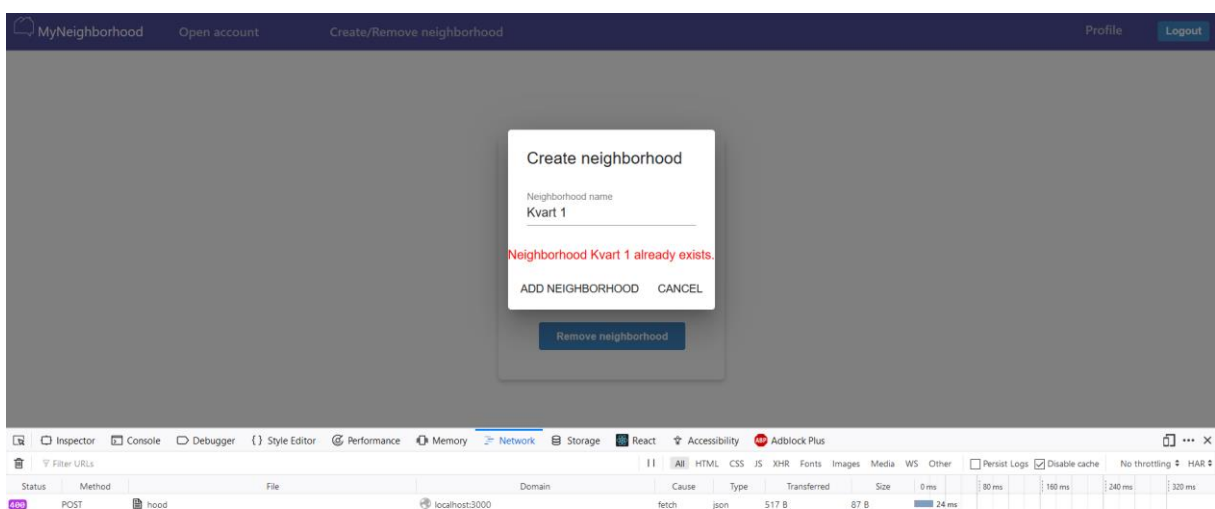 MyNeighborhood Open account Create/Remove neighborhood Profile Logout
Create neighborhood
Neighborhood name
Kvart 1
Neighborhood Kvart 1 already exists.
ADD NEIGHBORHOOD CANCEL
Remove neighborhood
Inspector Console Debugger {} Style Editor Performance Memory Network Storage React Accessibility ABP Adblock Plus
Filter URLs All HTML CSS JS XHR Fonts Images Media WS Other Persist Logs Disable cache No throttling HAR
Status Method File Domain Cause Type Transferred Size 0 ms 80 ms 160 ms 240 ms 320 ms
400 POST hood localhost:3000 fetch json 517 B 87 B 24 ms